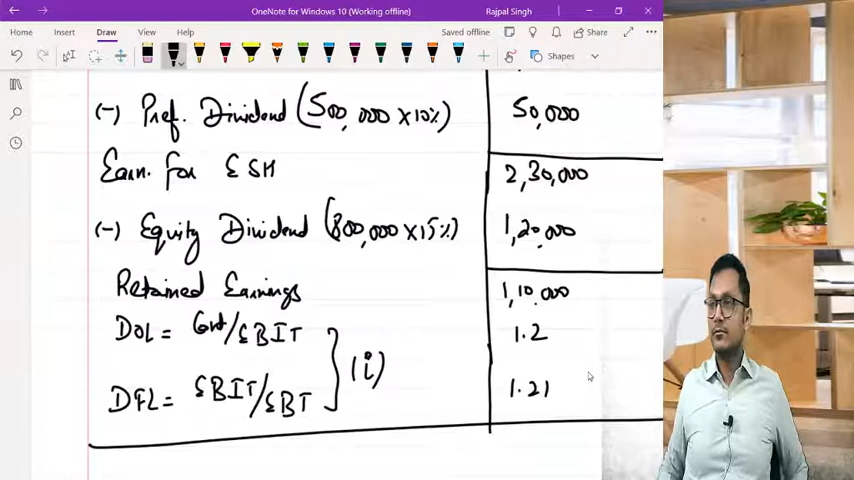 OneNote for Windows 10 (Working offline)
Rajpal Singh
Home Insert Draw View Help Saved offline Share
Shapes
(-) Pref. Dividend (500,000 x 10%) 50,000
Earn. for ESH 2,30,000
(-) Equity Dividend (800,000 x 15%) 1,20,000
Retained Earnings 1,10,000
DOL = Cont/EBIT 1.2
(i)
DFL = EBIT/EBT 1.21